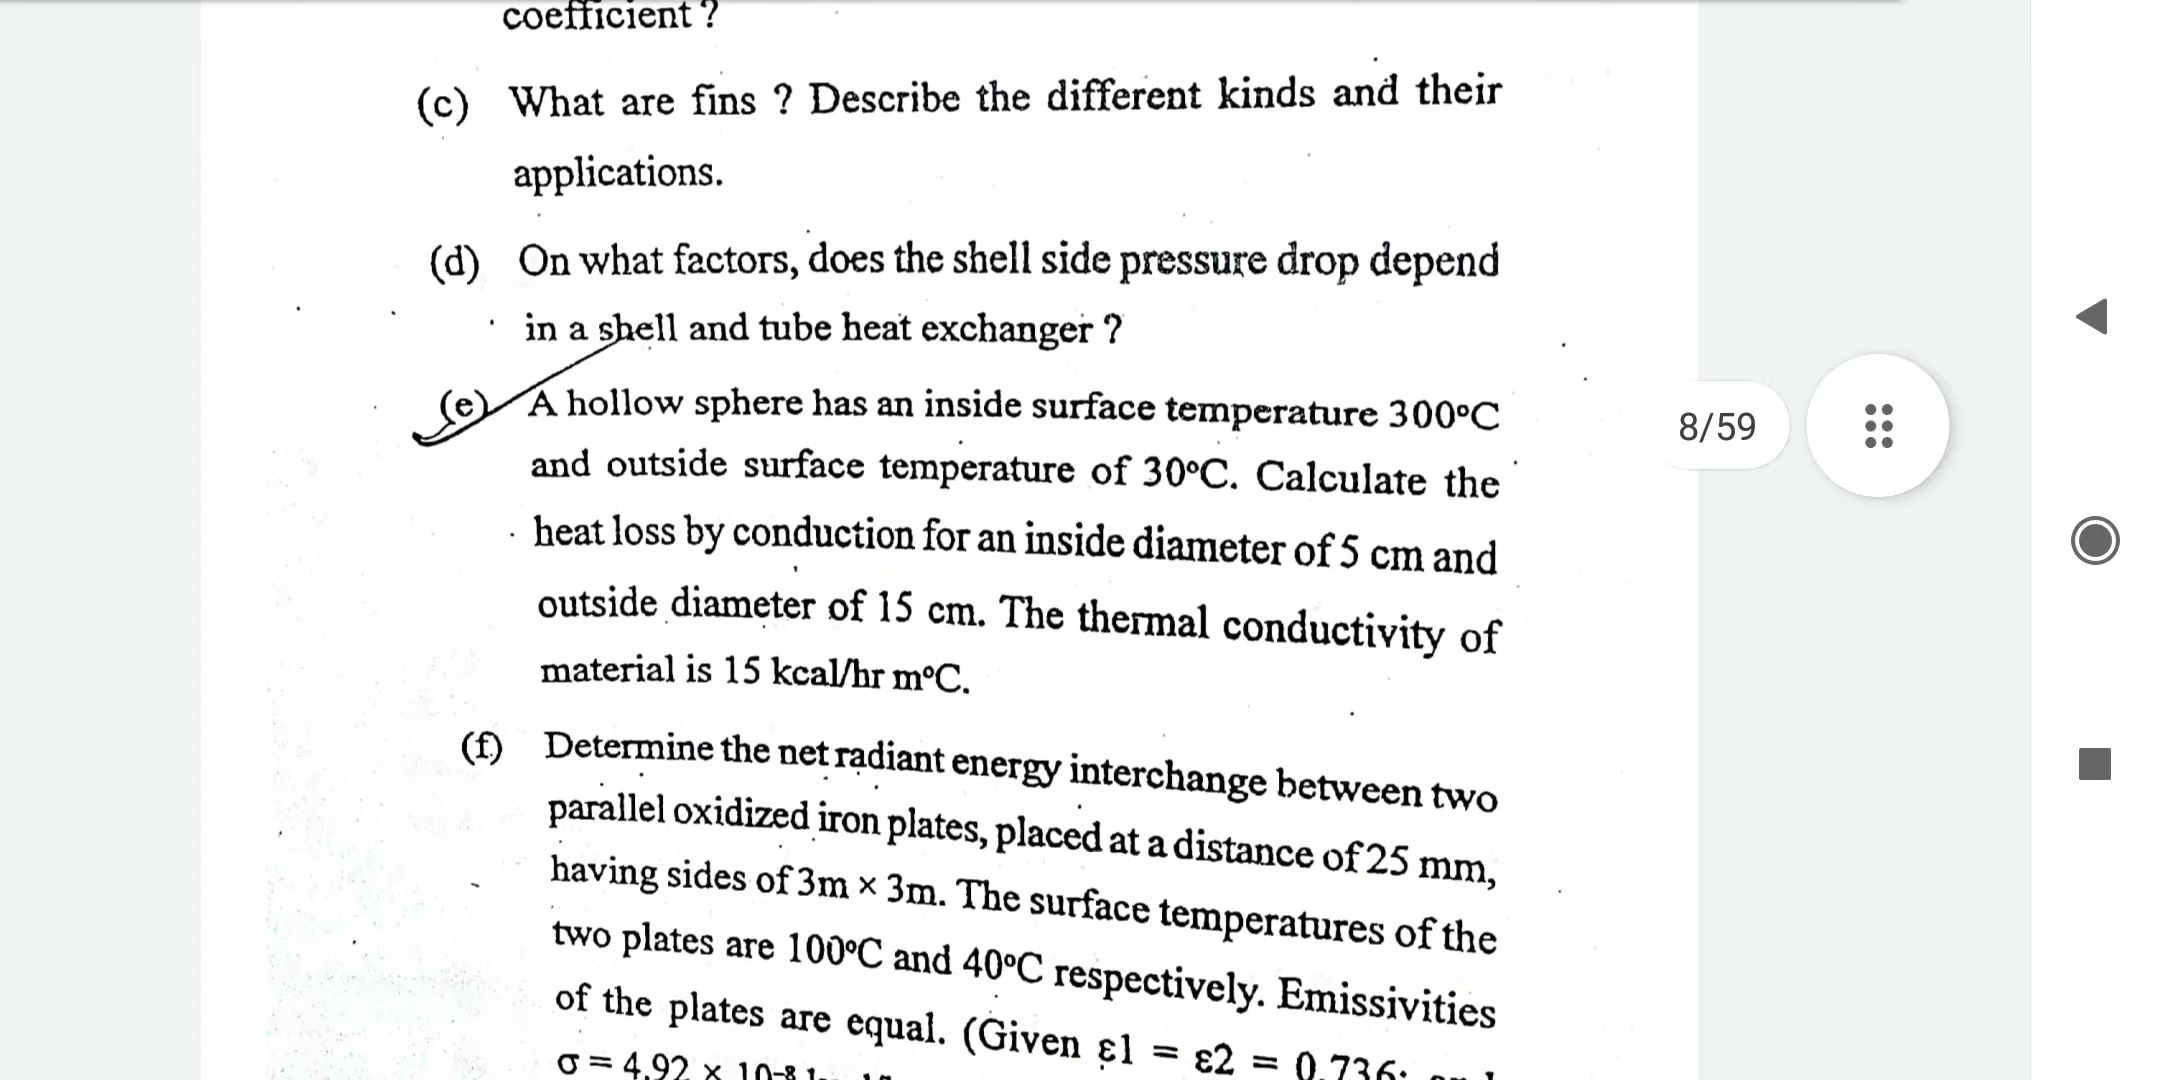 coefficient ?
(c) What are fins ? Describe the different kinds and their
applications.
(d) On what factors, does the shell side pressure drop depend
in a shell and tube heat exchanger ?
(e) A hollow sphere has an inside surface temperature 300°C
and outside surface temperature of 30°C. Calculate the
heat loss by conduction for an inside diameter of 5 cm and
outside diameter of 15 cm. The thermal conductivity of
material is 15 kcal/hr m°C.
8/59
(f) Determine the net radiant energy interchange between two
parallel oxidized iron plates, placed at a distance of 25 mm,
having sides of 3m × 3m. The surface temperatures of the
two plates are 100°C and 40°C respectively. Emissivities
of the plates are equal. (Given ε1 = ε2 = 0.736;
σ = 4.92 × 10⁻⁸